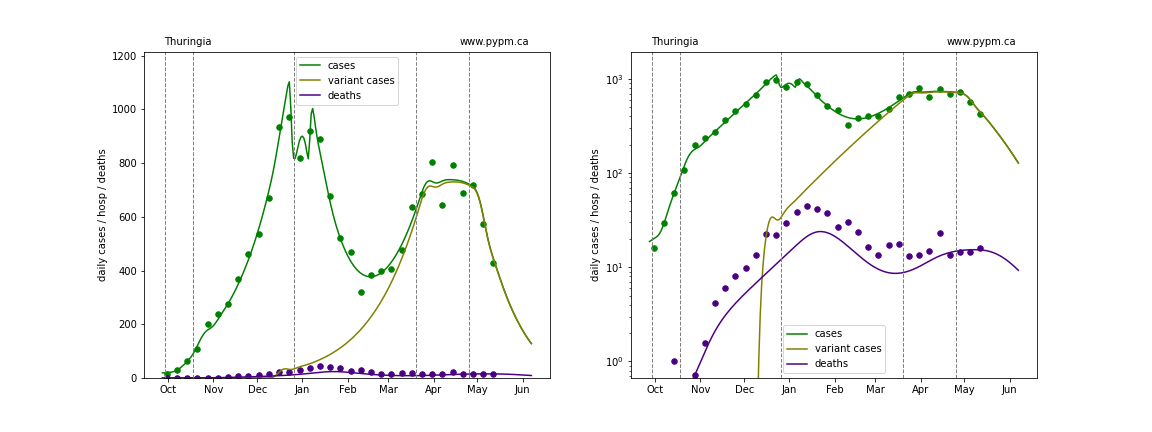 Thuringia www.pypm.ca
1200
1000
800
600
400
200
0
daily cases / hosp / deaths
cases
variant cases
deaths
Oct Nov Dec Jan Feb Mar Apr May Jun
Thuringia www.pypm.ca
10³
10²
10¹
10⁰
daily cases / hosp / deaths
cases
variant cases
deaths
Oct Nov Dec Jan Feb Mar Apr May Jun